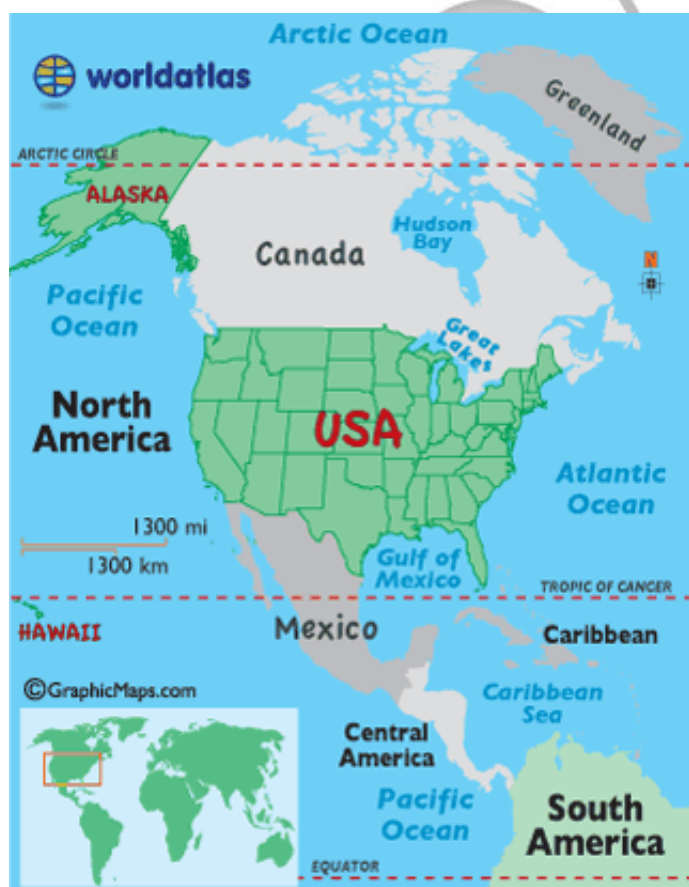 Arctic Ocean
worldatlas
Greenland
ARCTIC CIRCLE
ALASKA
Hudson
Bay
Canada
N
Pacific
Ocean
Great
Lakes
North
America
USA
Atlantic
Ocean
1300 mi
1300 km
Gulf of
Mexico
TROPIC OF CANCER
HAWAII
Mexico
Caribbean
©GraphicMaps.com
Caribbean
Sea
Central
America
Pacific
Ocean
South
America
EQUATOR